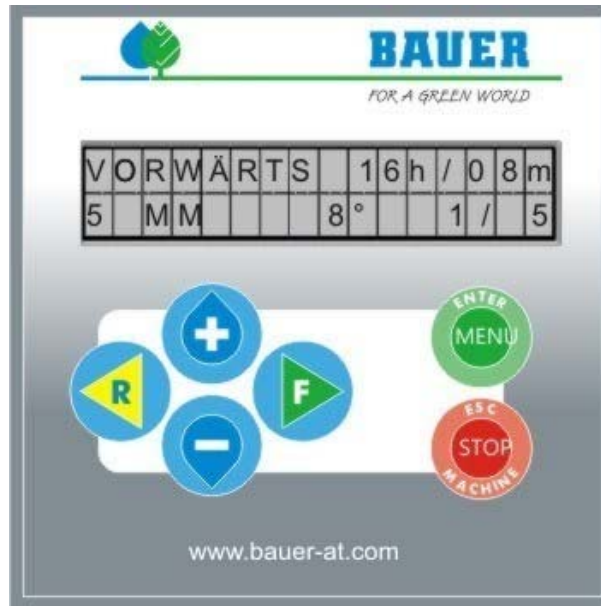 BAUER
FOR A GREEN WORLD
VORWÄRTS 16h/08m
5 MM 8° 1/ 5
ENTER
MENU
R
F
ESC
STOP
MACHINE
www.bauer-at.com